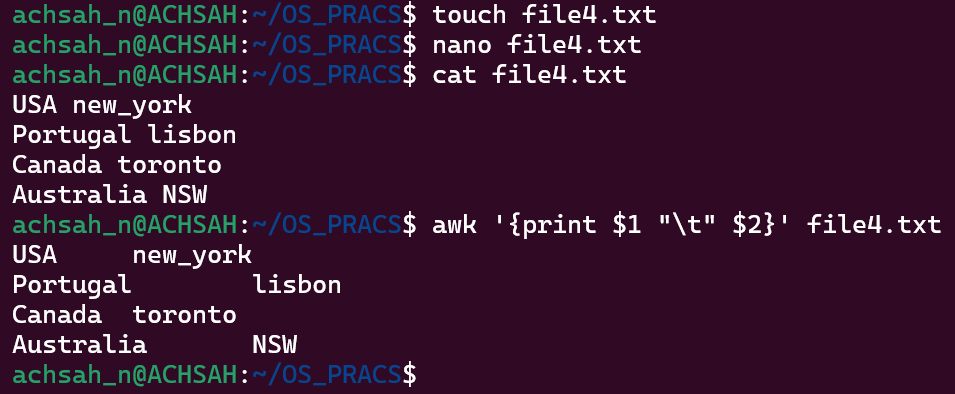 achsah_n@ACHSAH:~/OS_PRACS$ touch file4.txt
achsah_n@ACHSAH:~/OS_PRACS$ nano file4.txt
achsah_n@ACHSAH:~/OS_PRACS$ cat file4.txt
USA new_york
Portugal lisbon
Canada toronto
Australia NSW
achsah_n@ACHSAH:~/OS_PRACS$ awk '{print $1 "\t" $2}' file4.txt
USA     new_york
Portugal        lisbon
Canada  toronto
Australia       NSW
achsah_n@ACHSAH:~/OS_PRACS$